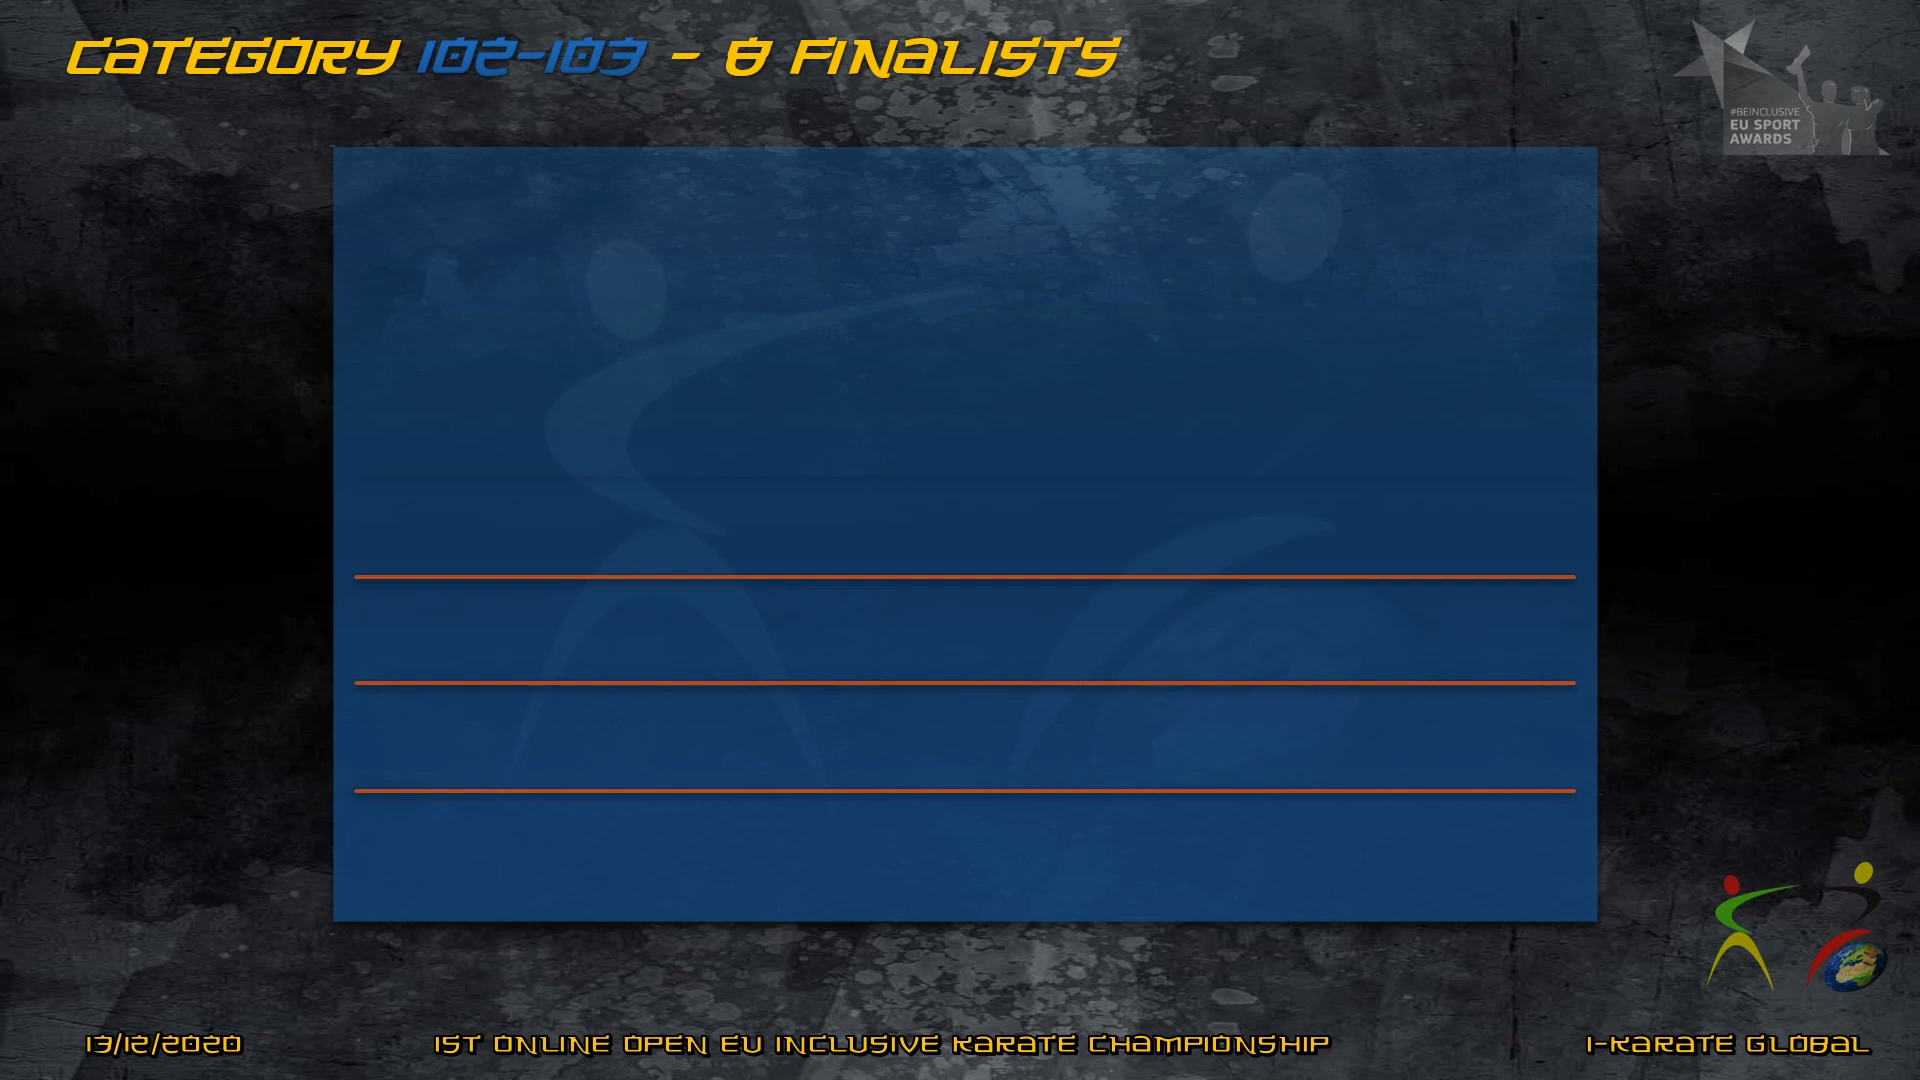 CATEGORY 102-103 - 8 FINALISTS
#BEINCLUSIVE
EU SPORT
AWARDS
13/12/2020
1ST ONLINE OPEN EU INCLUSIVE KARATE CHAMPIONSHIP
I-KARATE GLOBAL